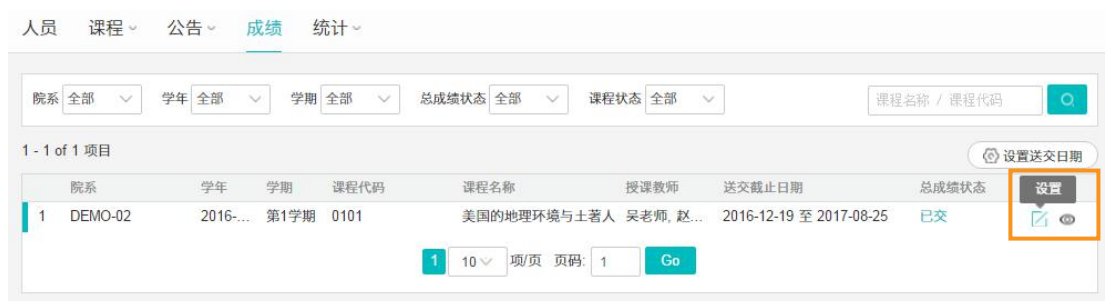 人员 课程 公告 成绩 统计
院系 全部 学年 全部 学期 全部 总成绩状态 全部 课程状态 全部 课程名称 / 课程代码
1 - 1 of 1 项目 设置送交日期
院系 学年 学期 课程代码 课程名称 授课教师 送交截止日期 总成绩状态 设置
1 DEMO-02 2016-... 第1学期 0101 美国的地理环境与土著人 吴老师, 赵... 2016-12-19 至 2017-08-25 已交
1 10 项/页 页码: 1 Go